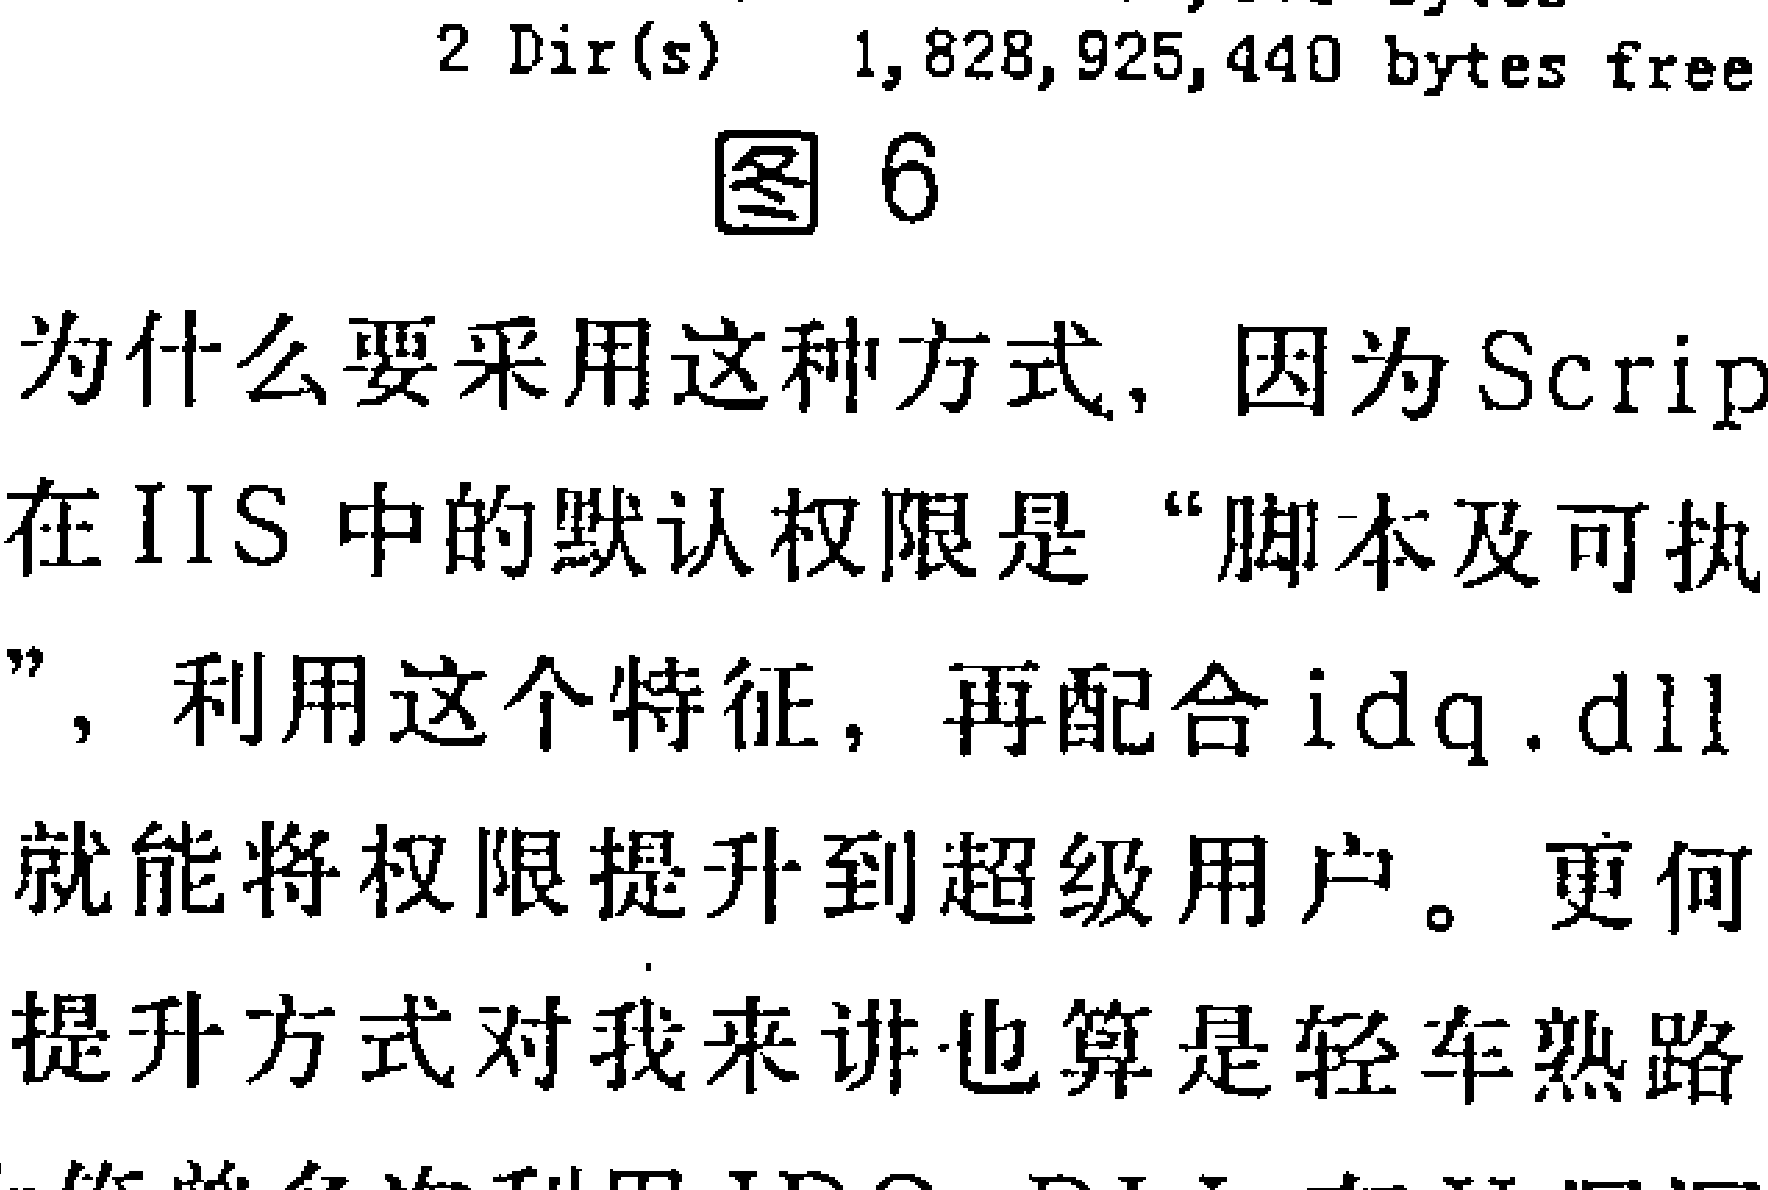 2 Dir(s) 1,828,925,440 bytes free
图 6
为什么要采用这种方式，因为Scrip
在IIS 中的默认权限是 “脚本及可执
”，利用这个特征，再配合idq.dll
就能将权限提升到超级用户。更何
提升方式对我来讲也算是轻车熟路